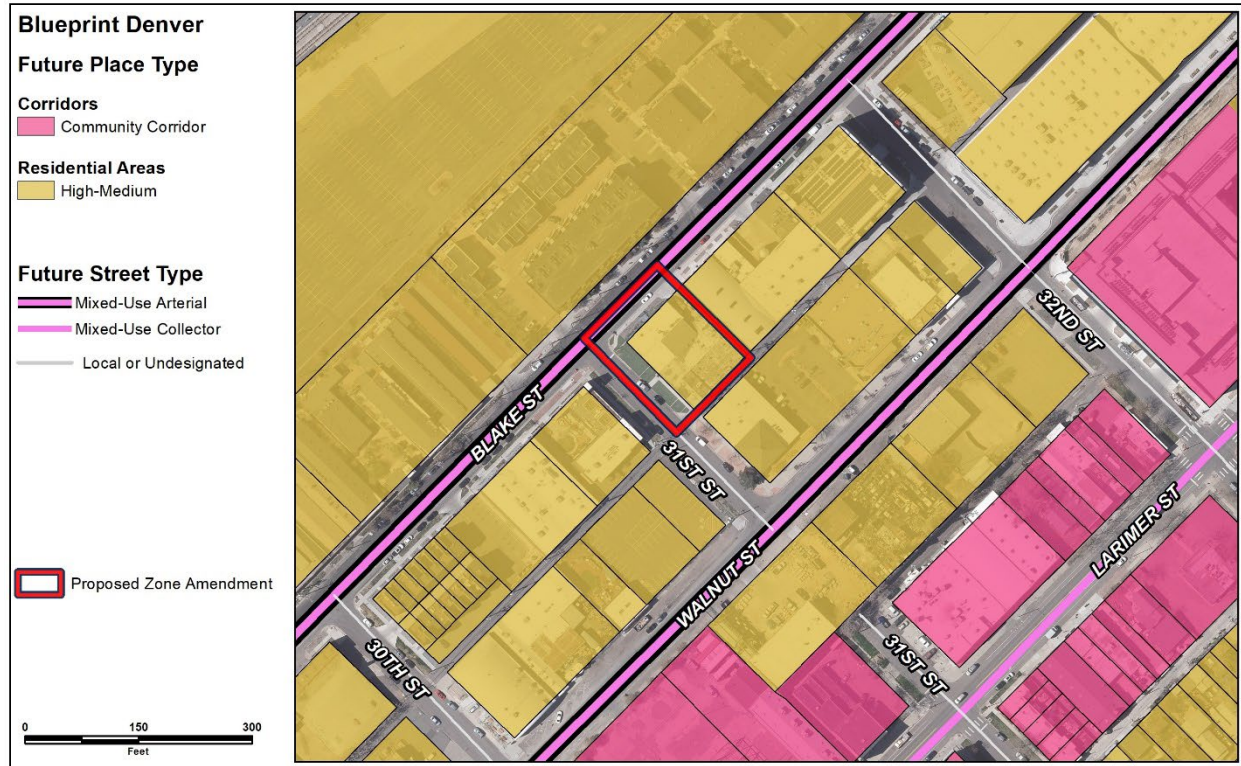 Blueprint Denver
Future Place Type
Corridors
Community Corridor
Residential Areas
High-Medium
Future Street Type
Mixed-Use Arterial
Mixed-Use Collector
Local or Undesignated
Proposed Zone Amendment
0 150 300
Feet
BLAKE ST
31ST ST
32ND ST
WALNUT ST
LARIMER ST
30TH ST
31ST ST